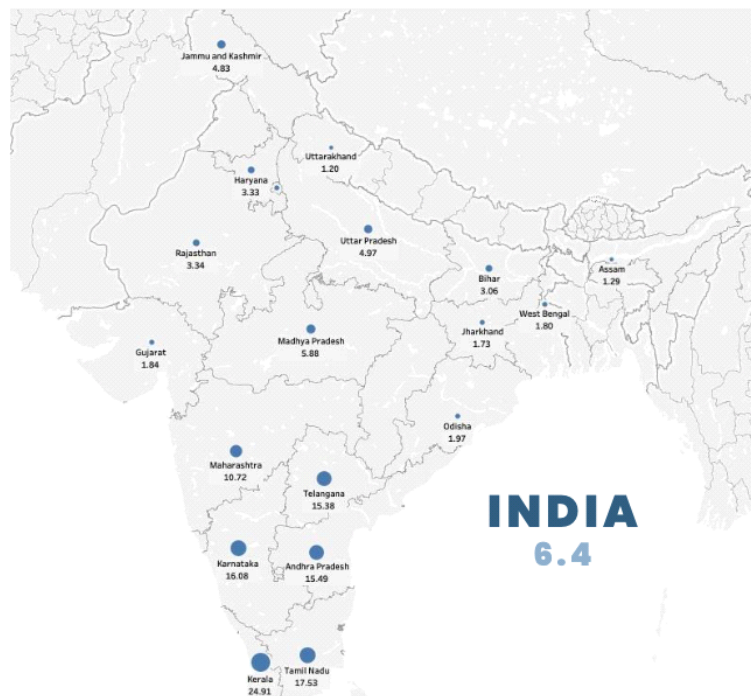 Jammu and Kashmir
4.83
Uttarakhand
1.20
Haryana
3.33
Uttar Pradesh
4.97
Rajasthan
3.34
Bihar
3.06
Assam
1.29
West Bengal
1.80
Jharkhand
1.73
Madhya Pradesh
5.88
Gujarat
1.84
Odisha
1.97
Maharashtra
10.72
Telangana
15.38
INDIA
6.4
Karnataka
16.08
Andhra Pradesh
15.49
Kerala
24.91
Tamil Nadu
17.53